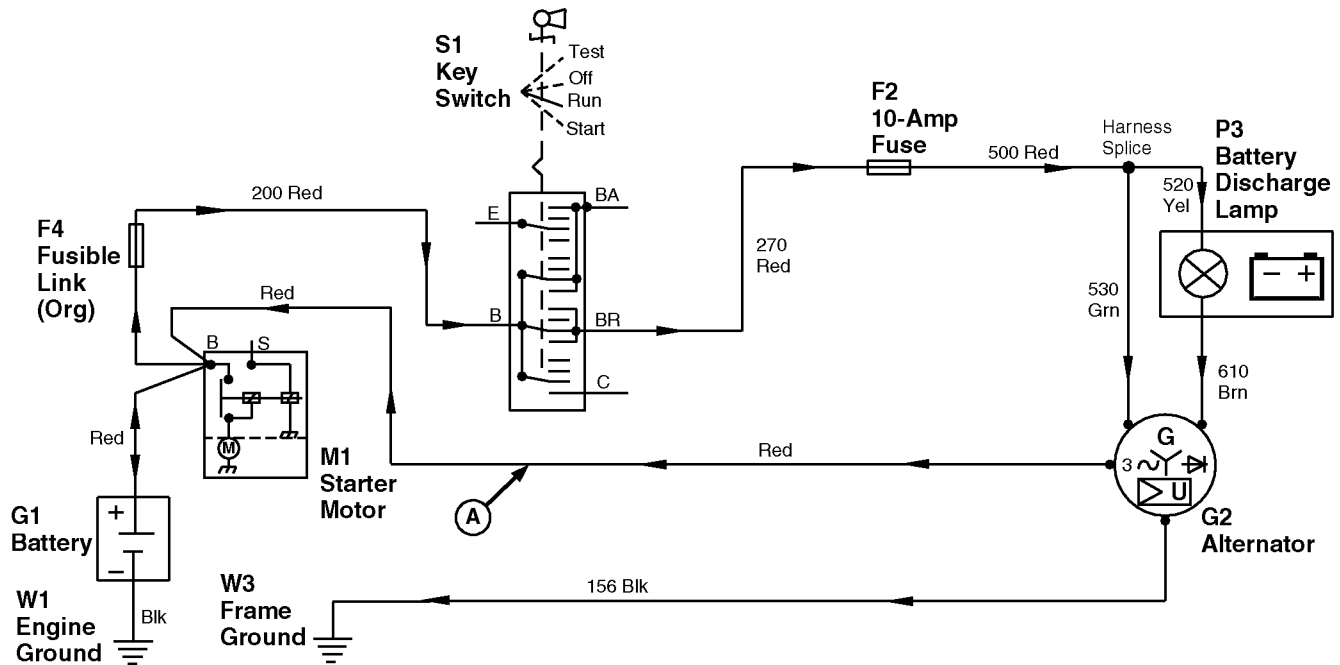 S1
Key
Switch
Test
Off
Run
Start
F2
10-Amp
Fuse
500 Red
Harness
Splice
P3
Battery
Discharge
Lamp
520
Yel
− +
F4
Fusible
Link
(Org)
200 Red
E
BA
B
BR
C
270
Red
530
Grn
610
Brn
Red
B
S
M
M1
Starter
Motor
Red
Red
A
G
3
U
G2
Alternator
G1
Battery
+
−
W1
Engine
Ground
Blk
W3
Frame
Ground
156 Blk